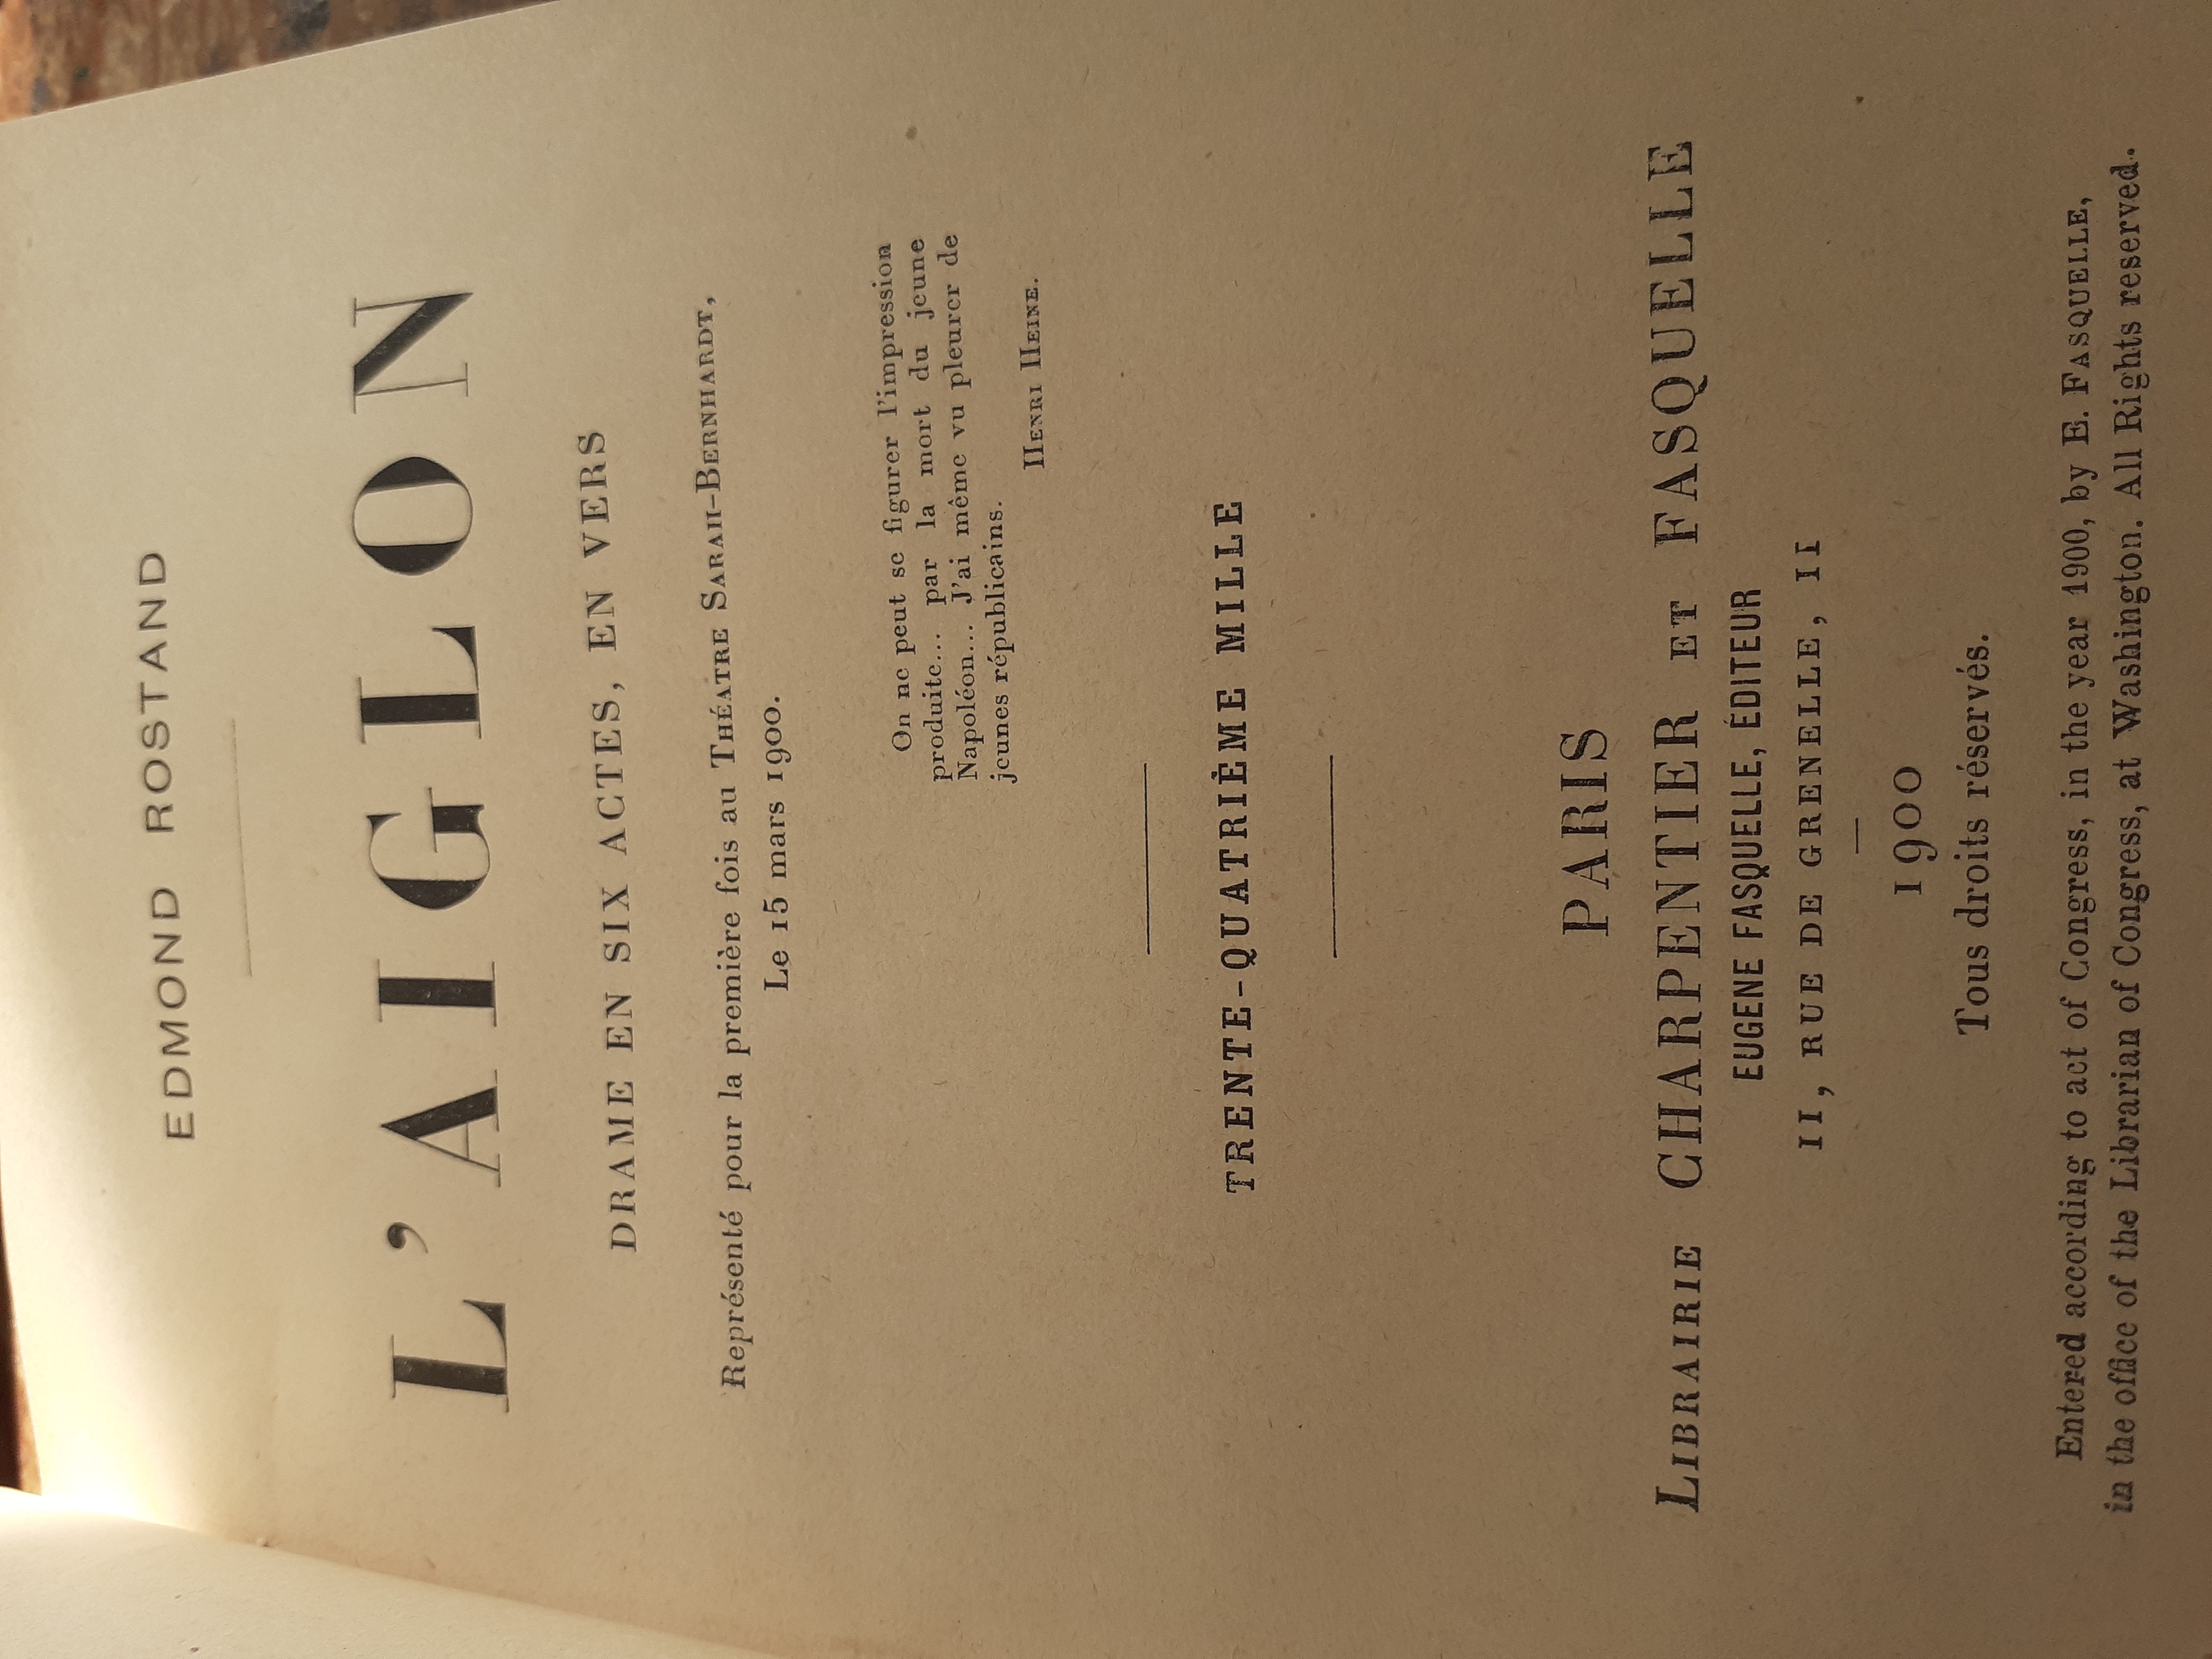 EDMOND ROSTAND
L'AIGLON
DRAME EN SIX ACTES, EN VERS
Représenté pour la première fois au THÉATRE SARAH-BERNHARDT,
Le 15 mars 1900.
On ne peut se figurer l'impression
produite... par la mort du jeune
Napoléon... J'ai même vu pleurer de
jeunes républicains.
HENRI HEINE.
TRENTE-QUATRIÈME MILLE
PARIS
LIBRAIRIE CHARPENTIER ET FASQUELLE
EUGENE FASQUELLE, ÉDITEUR
11, RUE DE GRENELLE, 11
1900
Tous droits réservés.
Entered according to act of Congress, in the year 1900, by E. FASQUELLE,
in the office of the Librarian of Congress, at Washington. All Rights reserved.